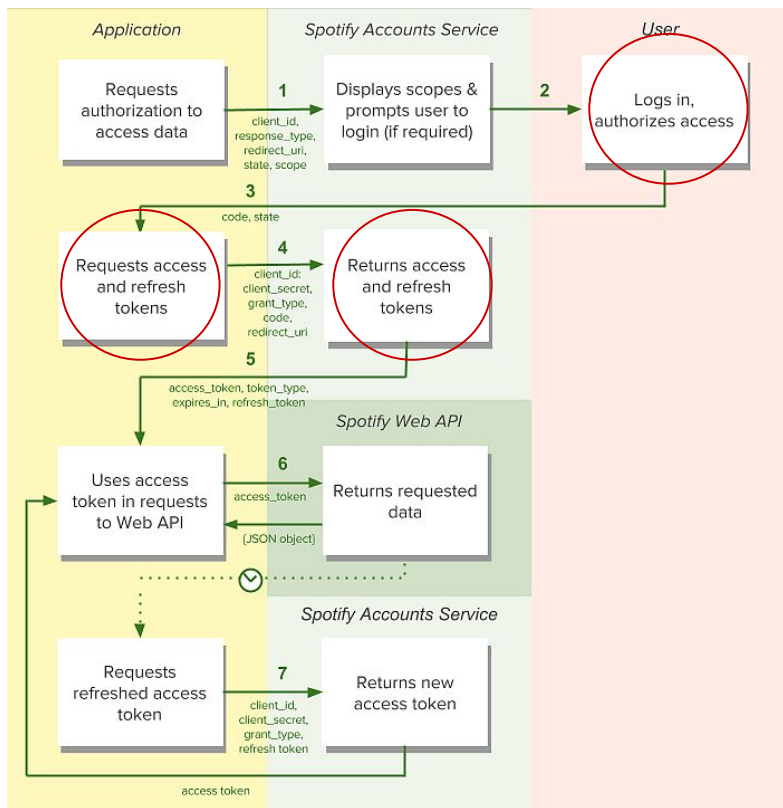 Application
Spotify Accounts Service
User
Requests
authorization to
access data
1
client_id,
response_type,
redirect_uri,
state, scope
Displays scopes &
prompts user to
login (if required)
2
Logs in,
authorizes access
3
code, state
Requests access
and refresh
tokens
4
client_id:
client_secret,
grant_type,
code,
redirect_uri
Returns access
and refresh
tokens
5
access_token, token_type,
expires_in, refresh_token
Spotify Web API
Uses access
token in requests
to Web API
6
access_token
{JSON object}
Returns requested
data
Spotify Accounts Service
Requests
refreshed access
token
7
client_id,
client_secret,
grant_type,
refresh token
Returns new
access token
access token